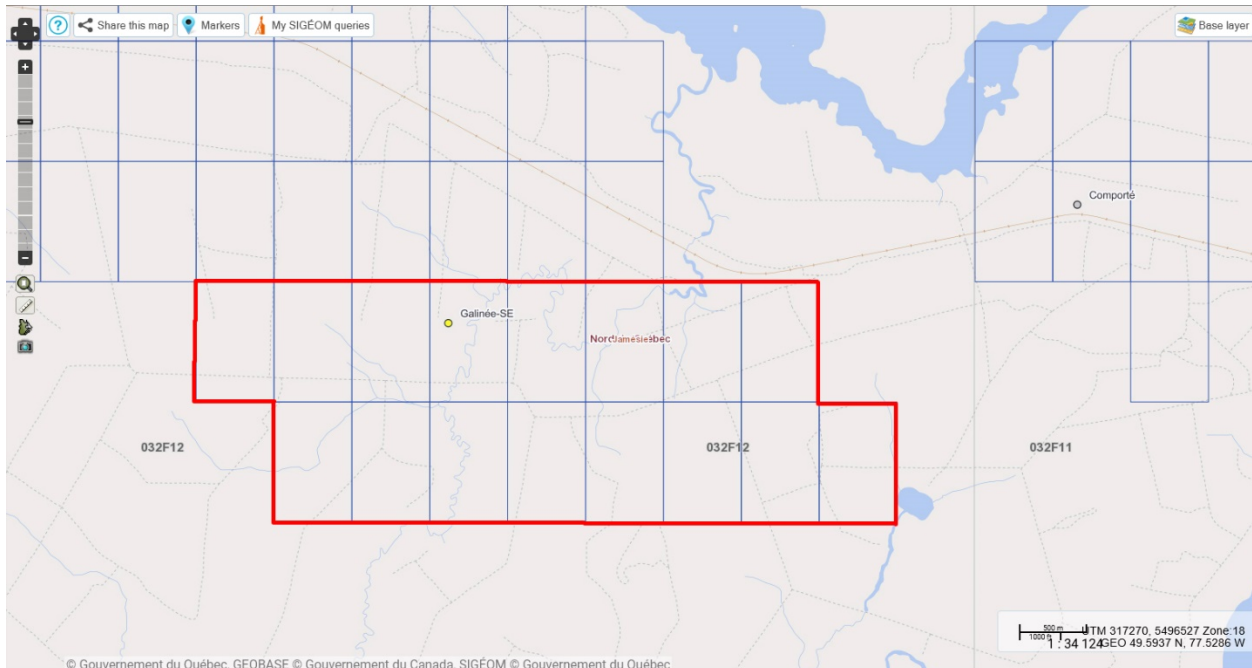 ? Share this map Markers My SIGÉOM queries Base layer
Comporté
Galinée-SE
032F12 032F12 032F11
500 m
1000 ft
UTM 317270, 5496527 Zone:18
1 : 34 124 GEO 49.5937 N, 77.5286 W
© Gouvernement du Québec, GEOBASE © Gouvernement du Canada, SIGÉOM © Gouvernement du Québec